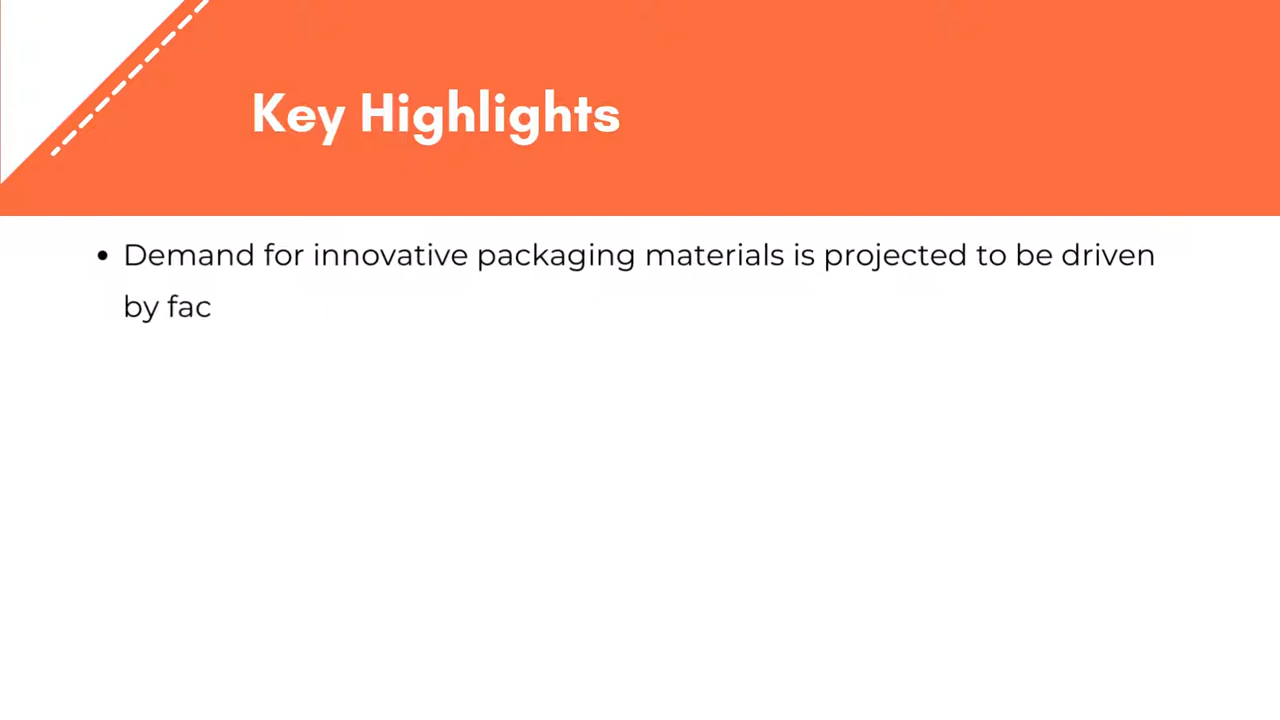 Key Highlights
• Demand for innovative packaging materials is projected to be driven
by fac